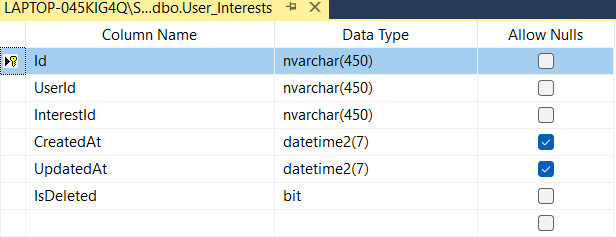 LAPTOP-045KIG4Q\S...dbo.User_Interests
Column Name Data Type Allow Nulls
Id nvarchar(450)
UserId nvarchar(450)
InterestId nvarchar(450)
CreatedAt datetime2(7)
UpdatedAt datetime2(7)
IsDeleted bit